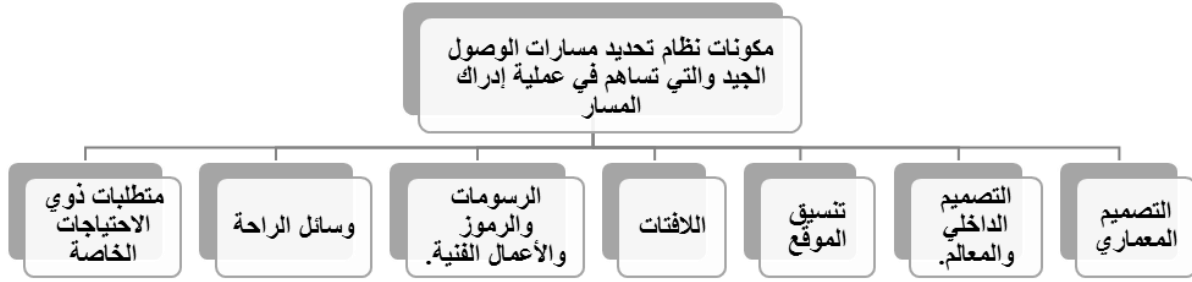 مكونات نظام تحديد مسارات الوصول
الجيد والتي تساهم في عملية إدراك
المسار
التصميم
المعماري
التصميم
الداخلي
والمعالم.
تنسيق
الموقع
اللافتات
الرسومات
والرموز
والأعمال الفنية.
وسائل الراحة
متطلبات ذوي
الاحتياجات
الخاصة